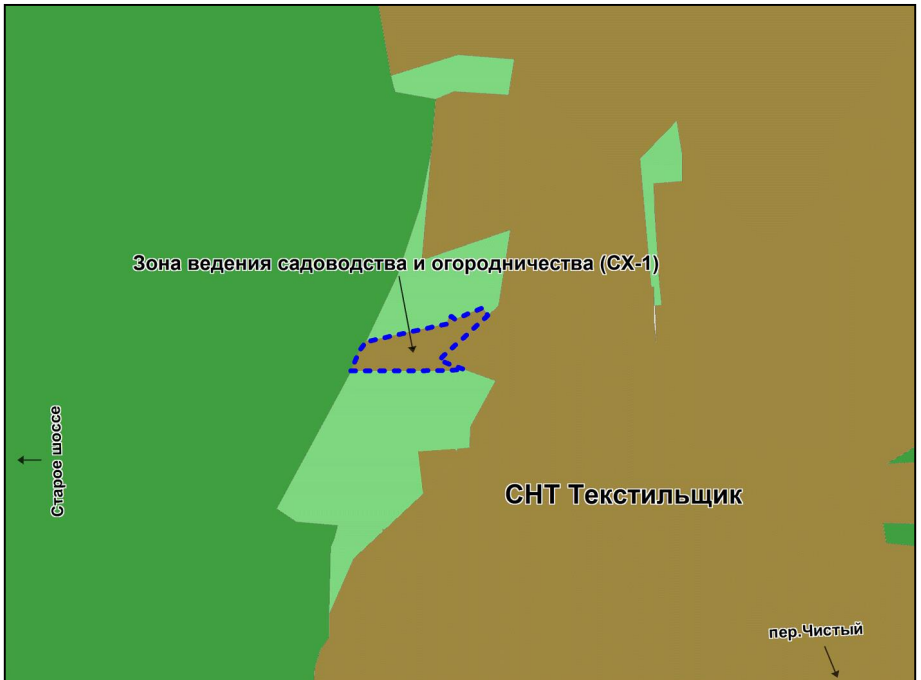 Зона ведения садоводства и огородничества (СХ-1)
Старое шоссе
СНТ Текстильщик
пер.Чистый